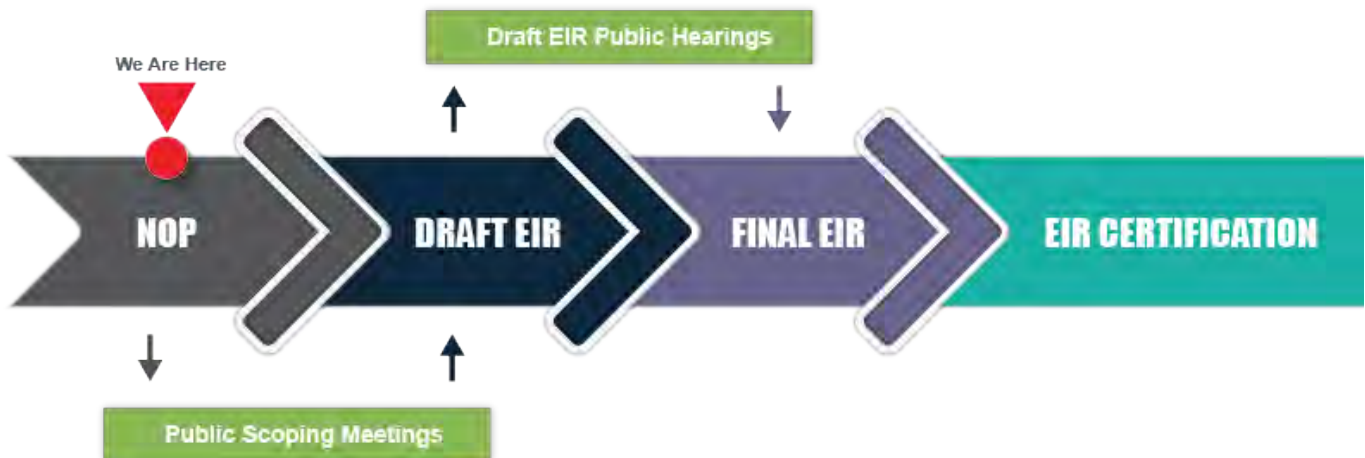 Draft EIR Public Hearings
We Are Here
NOP
DRAFT EIR
FINAL EIR
EIR CERTIFICATION
Public Scoping Meetings